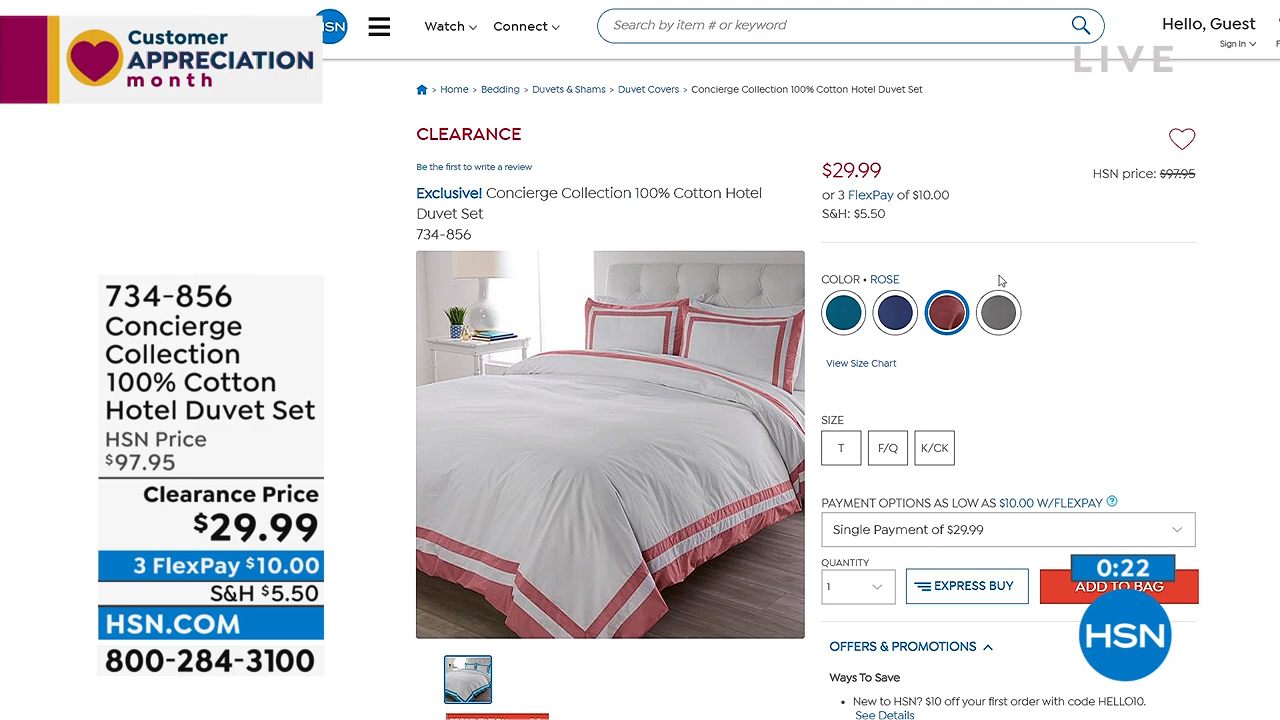 Customer
APPRECIATION
month
HSN
Watch
Connect
Search by item # or keyword
Hello, Guest
Sign In
LIVE
> Home > Bedding > Duvets & Shams > Duvet Covers > Concierge Collection 100% Cotton Hotel Duvet Set
CLEARANCE
Be the first to write a review
Exclusive! Concierge Collection 100% Cotton Hotel
Duvet Set
734-856
$29.99
HSN price: $97.95
or 3 FlexPay of $10.00
S&H: $5.50
COLOR • ROSE
View Size Chart
SIZE
T
F/Q
K/CK
PAYMENT OPTIONS AS LOW AS $10.00 W/FLEXPAY ?
Single Payment of $29.99
QUANTITY
1
EXPRESS BUY
0:22
ADD TO BAG
HSN
OFFERS & PROMOTIONS
Ways To Save
• New to HSN? $10 off your first order with code HELLO10.
See Details
734-856
Concierge
Collection
100% Cotton
Hotel Duvet Set
HSN Price
$97.95
Clearance Price
$29.99
3 FlexPay $10.00
S&H $5.50
HSN.COM
800-284-3100